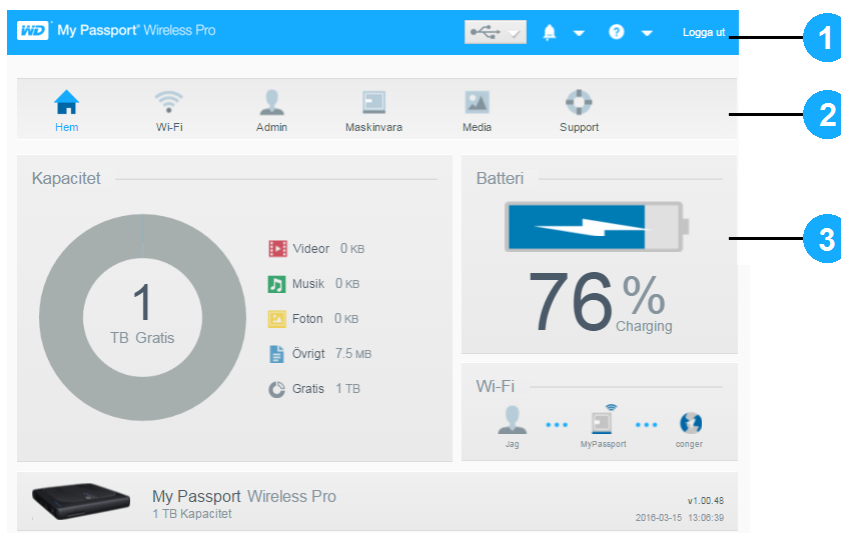 WD My Passport® Wireless Pro
? Logga ut
1
Hem Wi-Fi Admin Maskinvara Media Support
2
Kapacitet
1
TB Gratis
Videor 0 KB
Musik 0 KB
Foton 0 KB
Övrigt 7.5 MB
Gratis 1 TB
Batteri
3
76 %
Charging
Wi-Fi
Jag MyPassport conger
My Passport Wireless Pro
1 TB Kapacitet
v1.00.48
2016-03-15 13:06:39